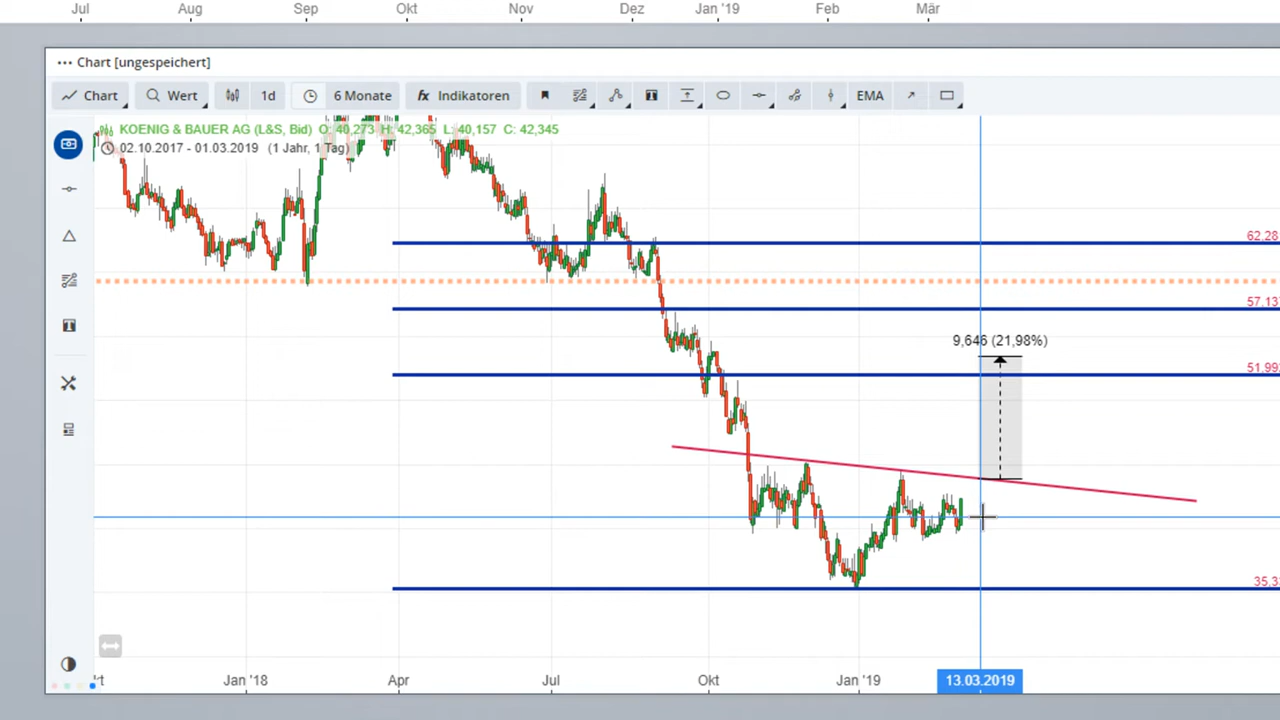 Jul Aug Sep Okt Nov Dez Jan '19 Feb Mär
Chart [ungespeichert]
Chart Wert 1d 6 Monate fx Indikatoren EMA
KOENIG & BAUER AG (L&S, Bid) O: 40,273 H: 42,365 L: 40,157 C: 42,345
02.10.2017 - 01.03.2019 (1 Jahr, 1 Tag)
62,28
57,13
51,99
9,646 (21,98%)
35,3
Jan '18 Apr Jul Okt Jan '19 13.03.2019